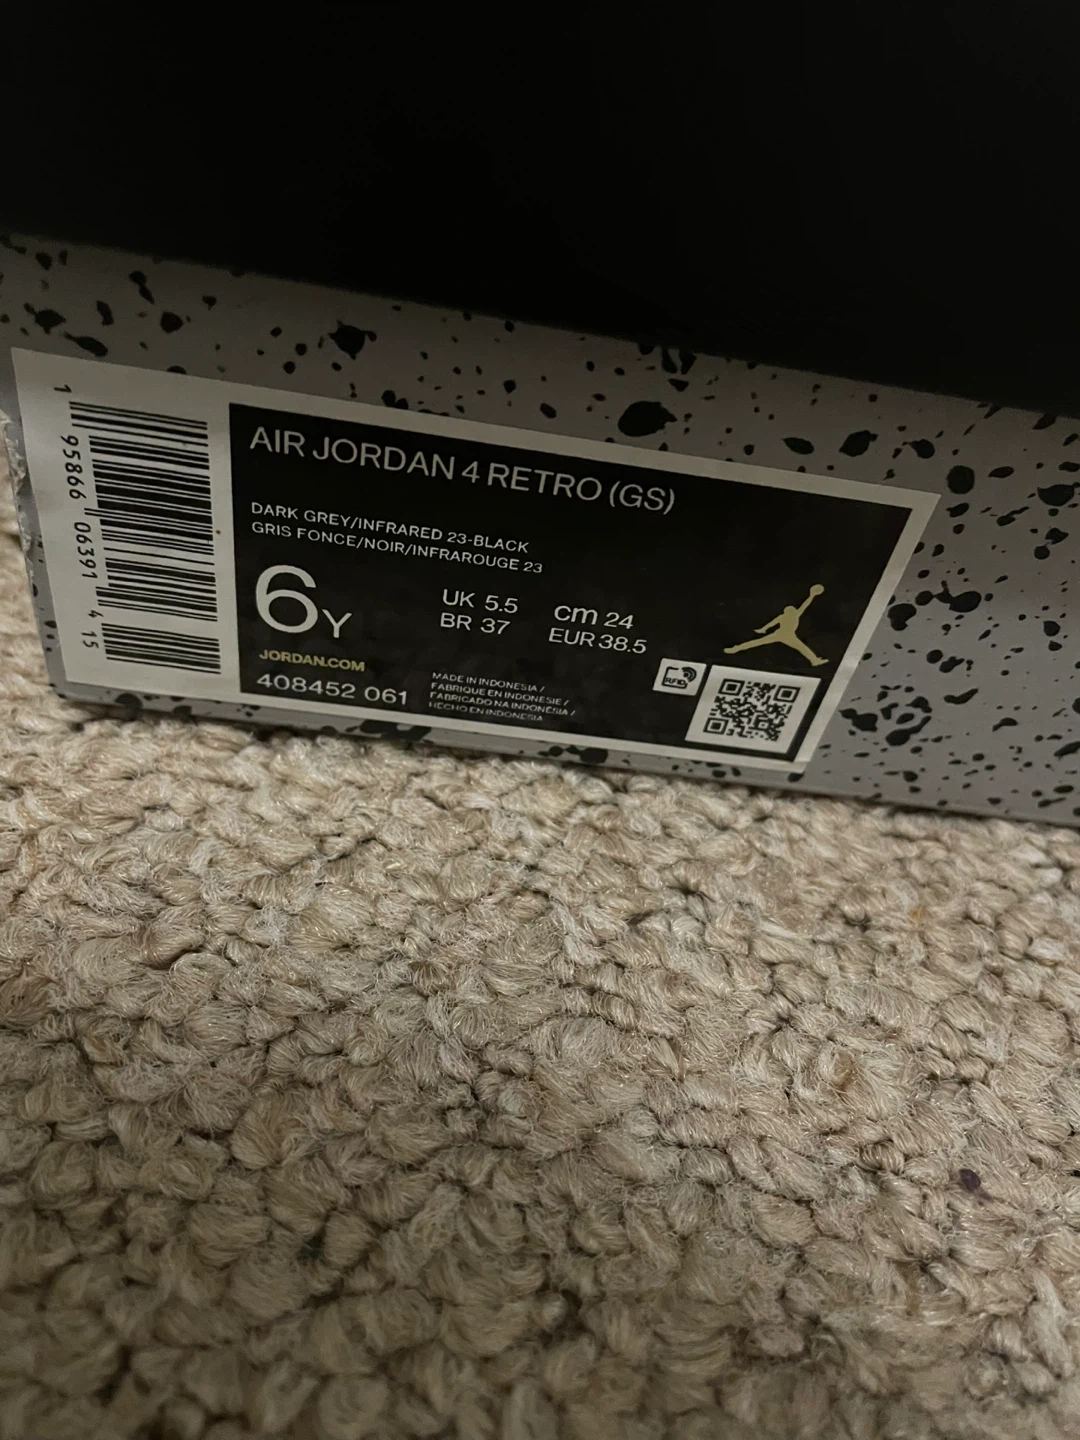 1 95866 06391 4 15
AIR JORDAN 4 RETRO (GS)
DARK GREY/INFRARED 23-BLACK
GRIS FONCE/NOIR/INFRAROUGE 23
6Y
UK 5.5
cm 24
BR 37
EUR 38.5
JORDAN.COM
408452 061
MADE IN INDONESIA /
FABRIQUE EN INDONESIE /
FABRICADO NA INDONÉSIA /
HECHO EN INDONESIA
RFID